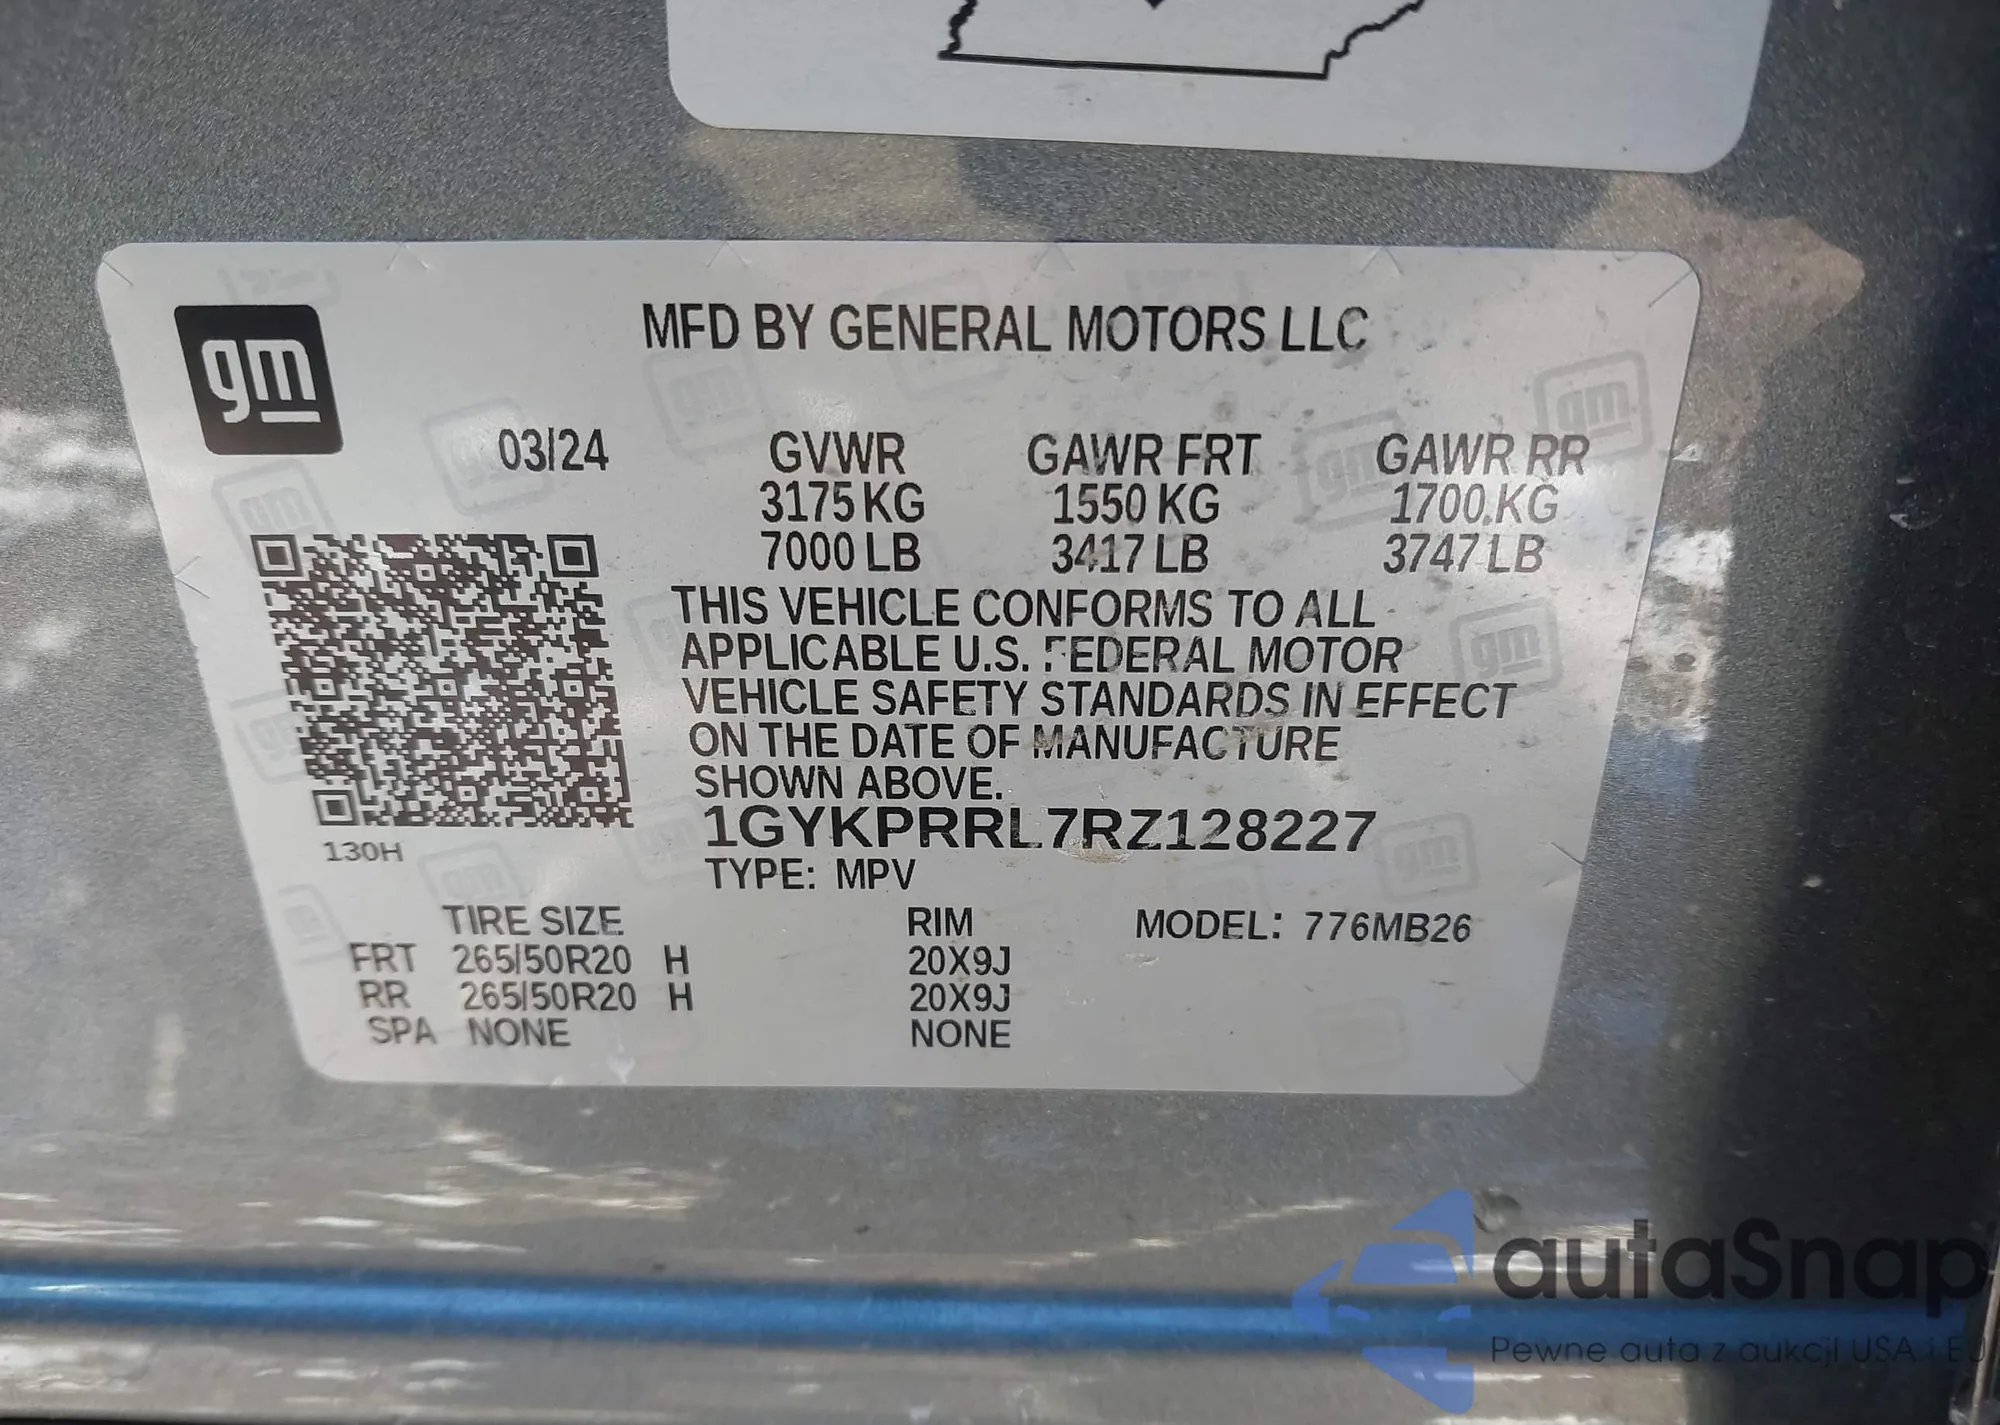 gm
MFD BY GENERAL MOTORS LLC
03/24 GVWR GAWR FRT GAWR RR
3175 KG 1550 KG 1700 KG
7000 LB 3417 LB 3747 LB
THIS VEHICLE CONFORMS TO ALL
APPLICABLE U.S. FEDERAL MOTOR
VEHICLE SAFETY STANDARDS IN EFFECT
ON THE DATE OF MANUFACTURE
SHOWN ABOVE.
1GYKPRRL7RZ128227
130H
TYPE: MPV
TIRE SIZE RIM MODEL: 776MB26
FRT 265/50R20 H 20X9J
RR 265/50R20 H 20X9J
SPA NONE NONE
autaSnap
Pewne auta z aukcji USA i EU